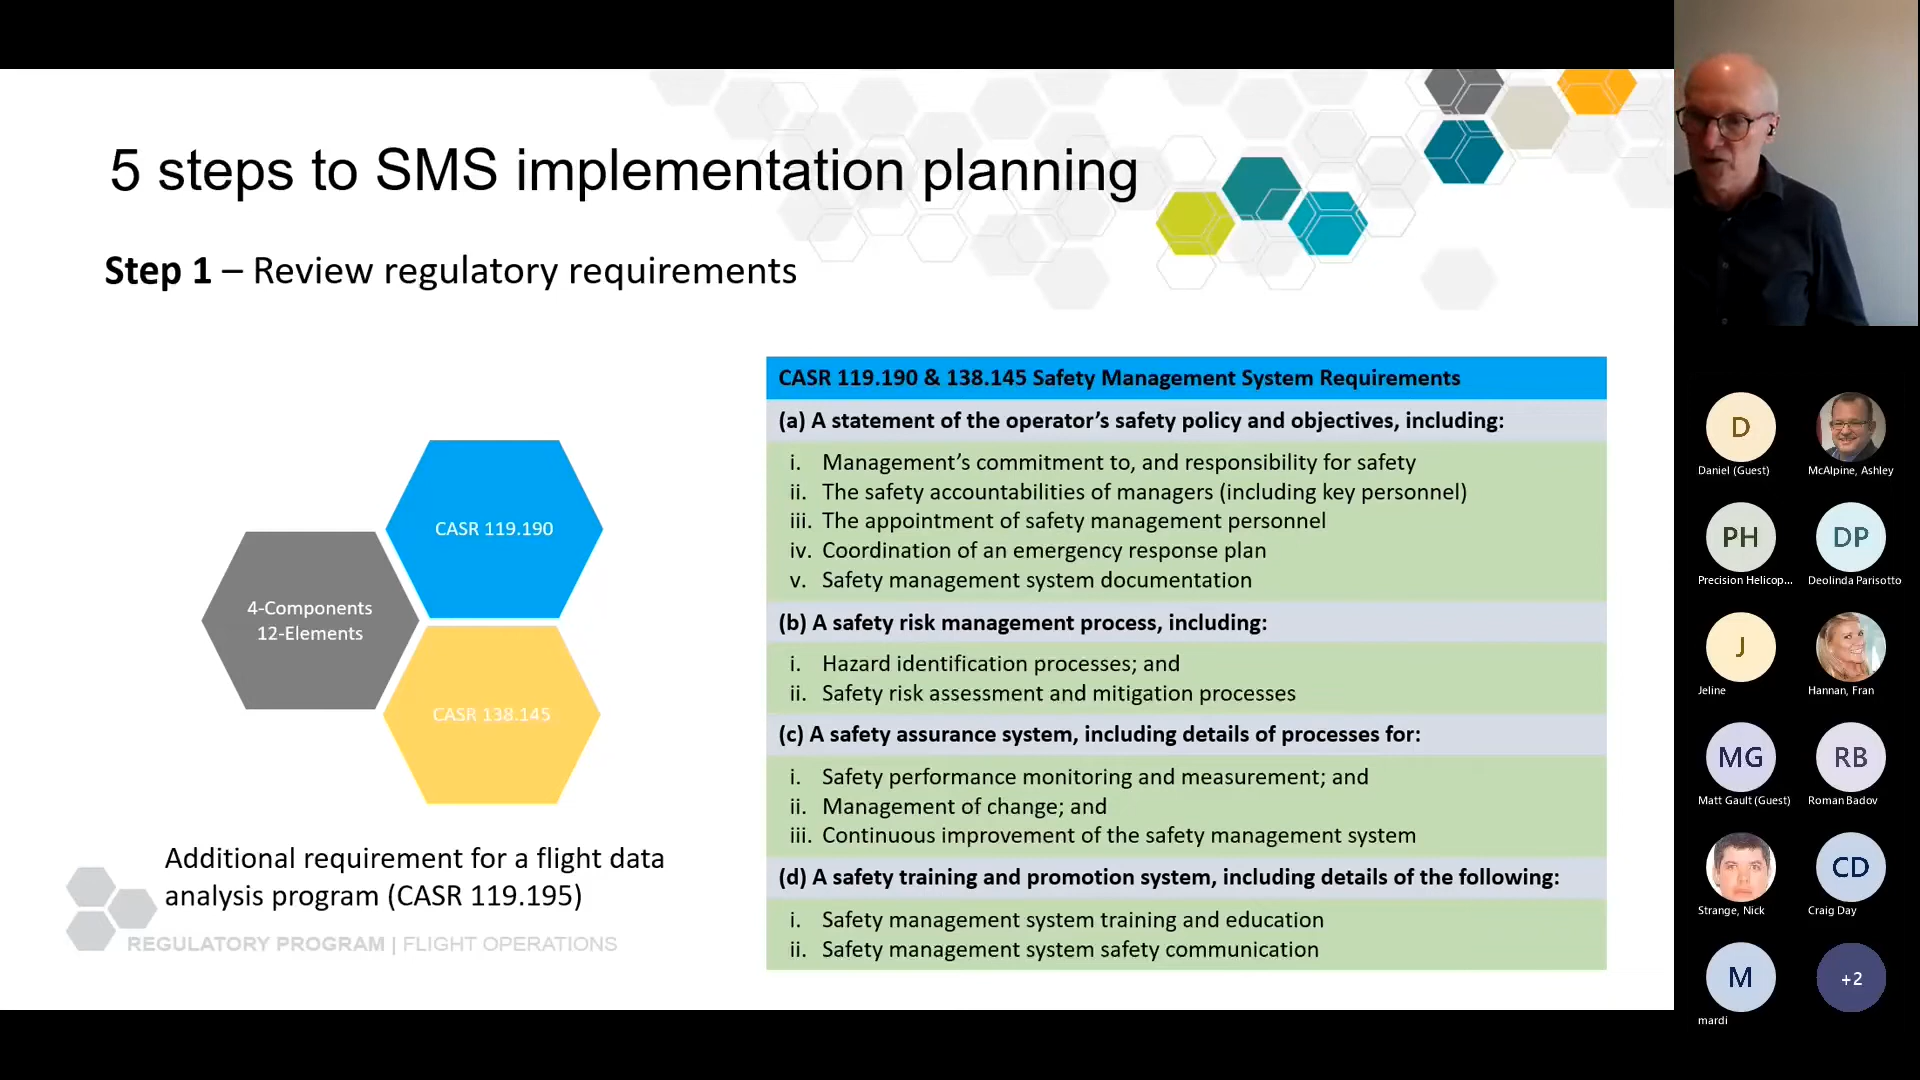 5 steps to SMS implementation planning
Step 1 – Review regulatory requirements
CASR 119.190
4-Components
12-Elements
CASR 138.145
Additional requirement for a flight data
analysis program (CASR 119.195)
REGULATORY PROGRAM | FLIGHT OPERATIONS
CASR 119.190 & 138.145 Safety Management System Requirements
(a) A statement of the operator’s safety policy and objectives, including:
i. Management’s commitment to, and responsibility for safety
ii. The safety accountabilities of managers (including key personnel)
iii. The appointment of safety management personnel
iv. Coordination of an emergency response plan
v. Safety management system documentation
(b) A safety risk management process, including:
i. Hazard identification processes; and
ii. Safety risk assessment and mitigation processes
(c) A safety assurance system, including details of processes for:
i. Safety performance monitoring and measurement; and
ii. Management of change; and
iii. Continuous improvement of the safety management system
(d) A safety training and promotion system, including details of the following:
i. Safety management system training and education
ii. Safety management system safety communication
D
Daniel (Guest)
McAlpine, Ashley
PH
Precision Helicop...
DP
Deolinda Parisotto
J
Jeline
Hannan, Fran
MG
Matt Gault (Guest)
RB
Roman Badov
Strange, Nick
CD
Craig Day
M
mardi
+2